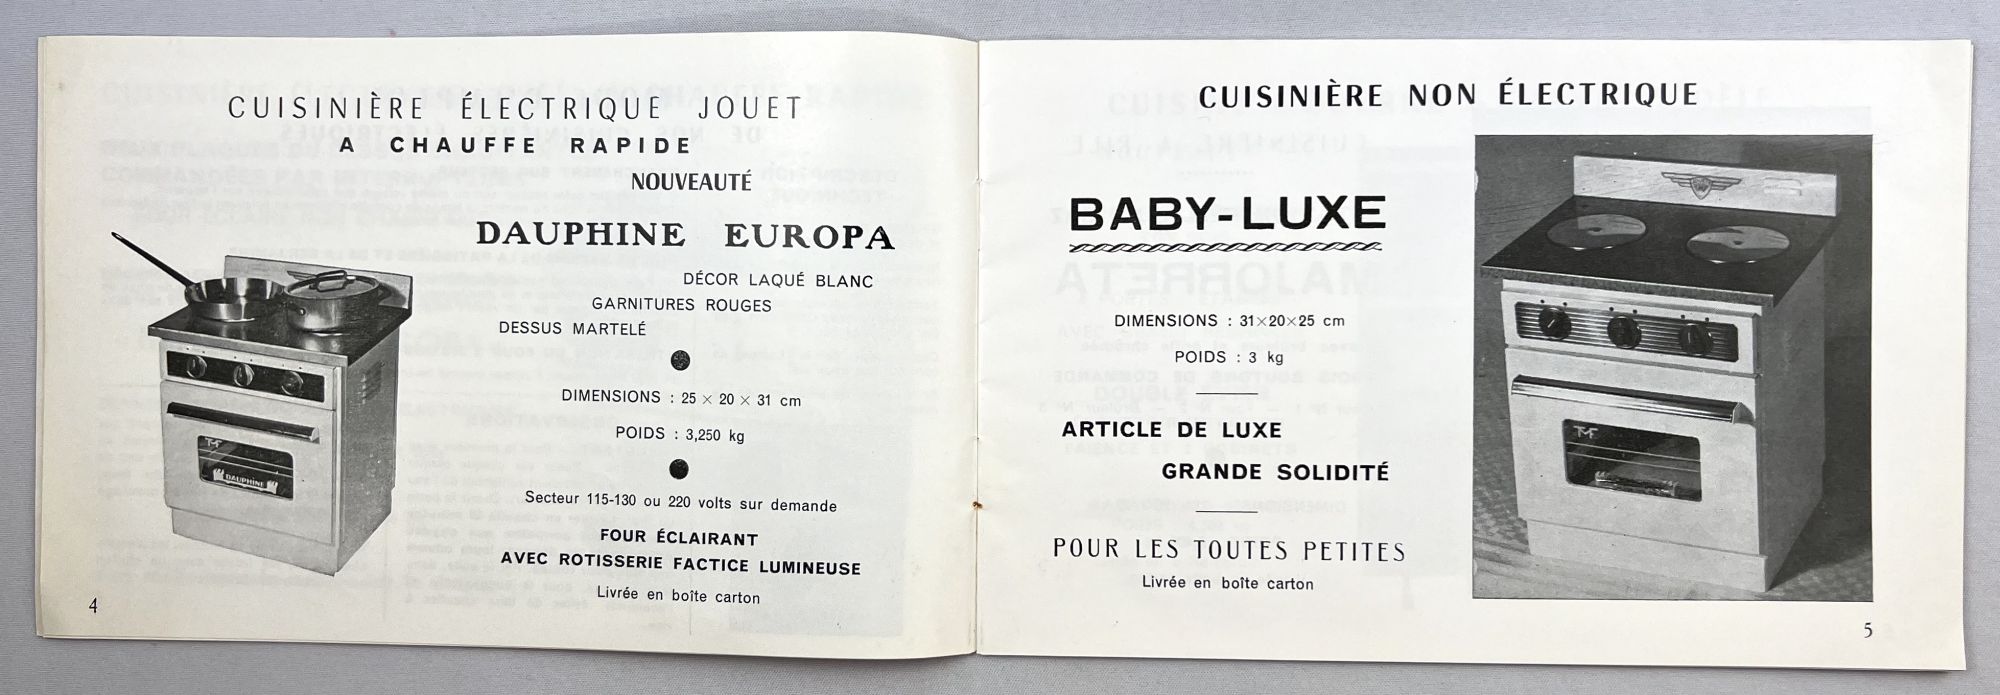 CUISINIÈRE ÉLECTRIQUE JOUET
A CHAUFFE RAPIDE
NOUVEAUTÉ
DAUPHINE EUROPA
DÉCOR LAQUÉ BLANC
GARNITURES ROUGES
DESSUS MARTELÉ
DIMENSIONS : 25 × 20 × 31 cm
POIDS : 3,250 kg
Secteur 115-130 ou 220 volts sur demande
FOUR ÉCLAIRANT
AVEC ROTISSERIE FACTICE LUMINEUSE
Livrée en boîte carton
DAUPHINE
4
CUISINIÈRE NON ÉLECTRIQUE
BABY-LUXE
DIMENSIONS : 31×20×25 cm
POIDS : 3 kg
ARTICLE DE LUXE
GRANDE SOLIDITÉ
POUR LES TOUTES PETITES
Livrée en boîte carton
5